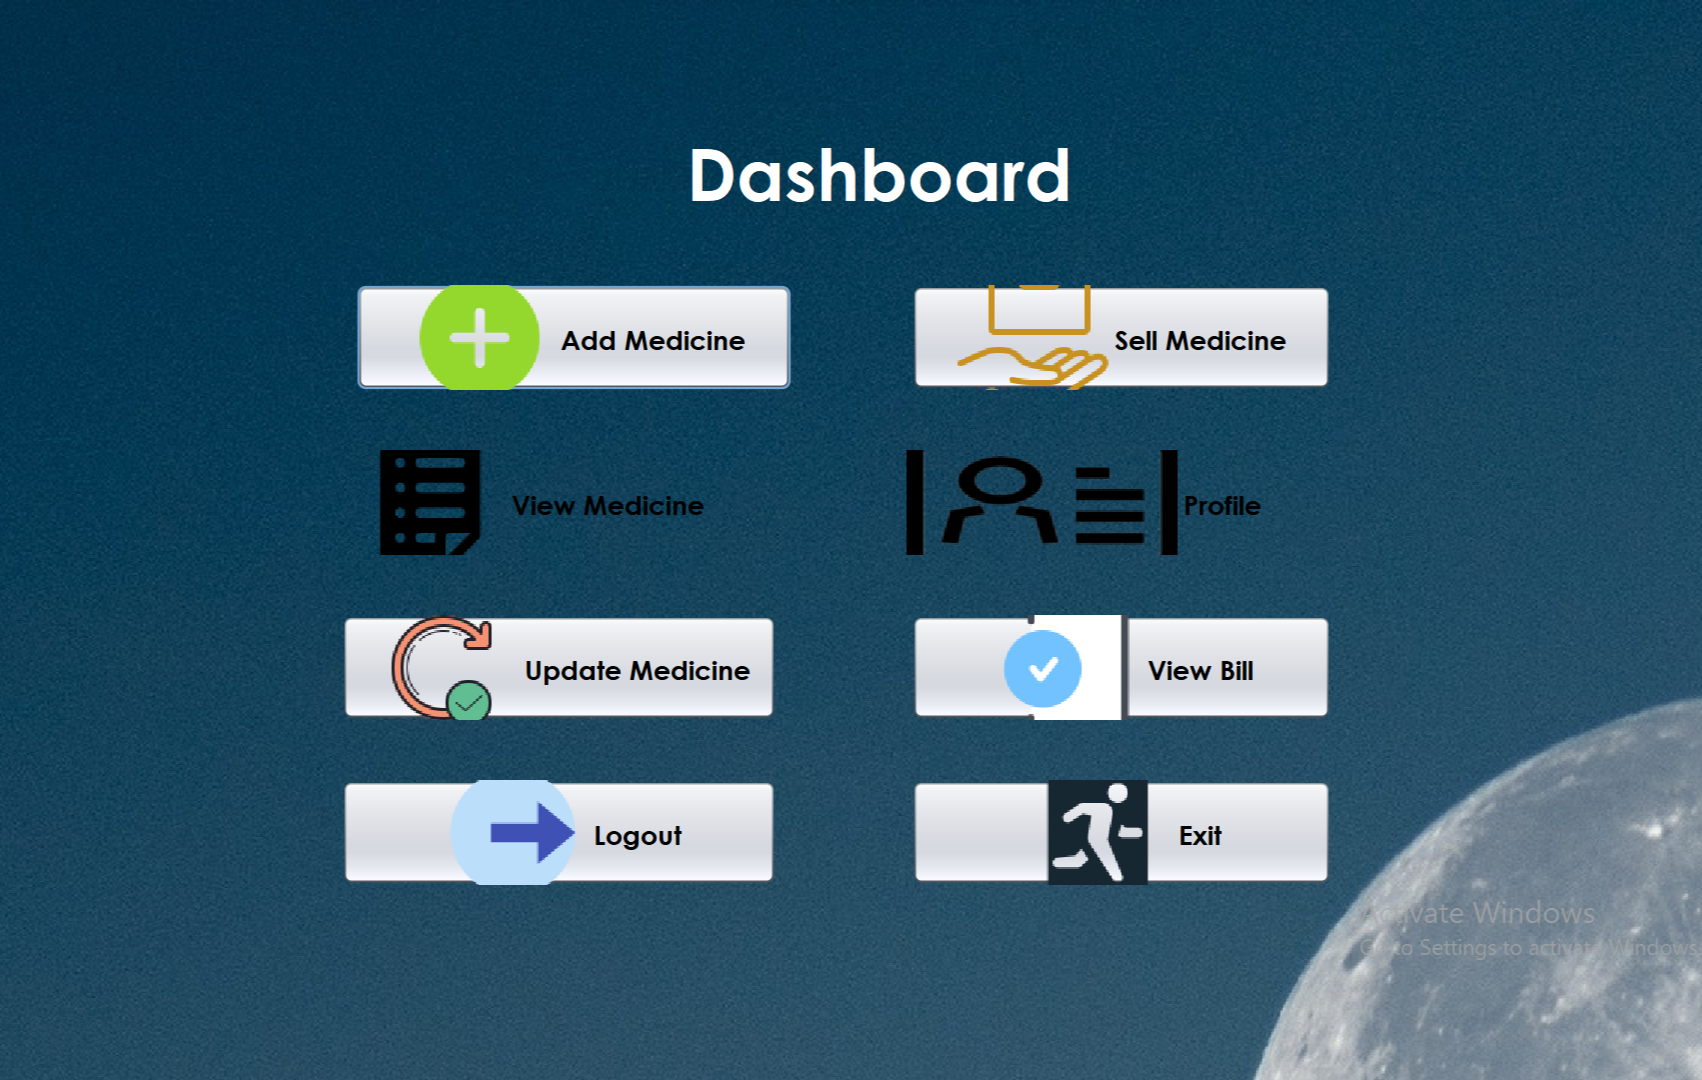 Dashboard
Add Medicine
Sell Medicine
View Medicine
Profile
Update Medicine
View Bill
Logout
Exit
Activate Windows
Go to Settings to activate Windows